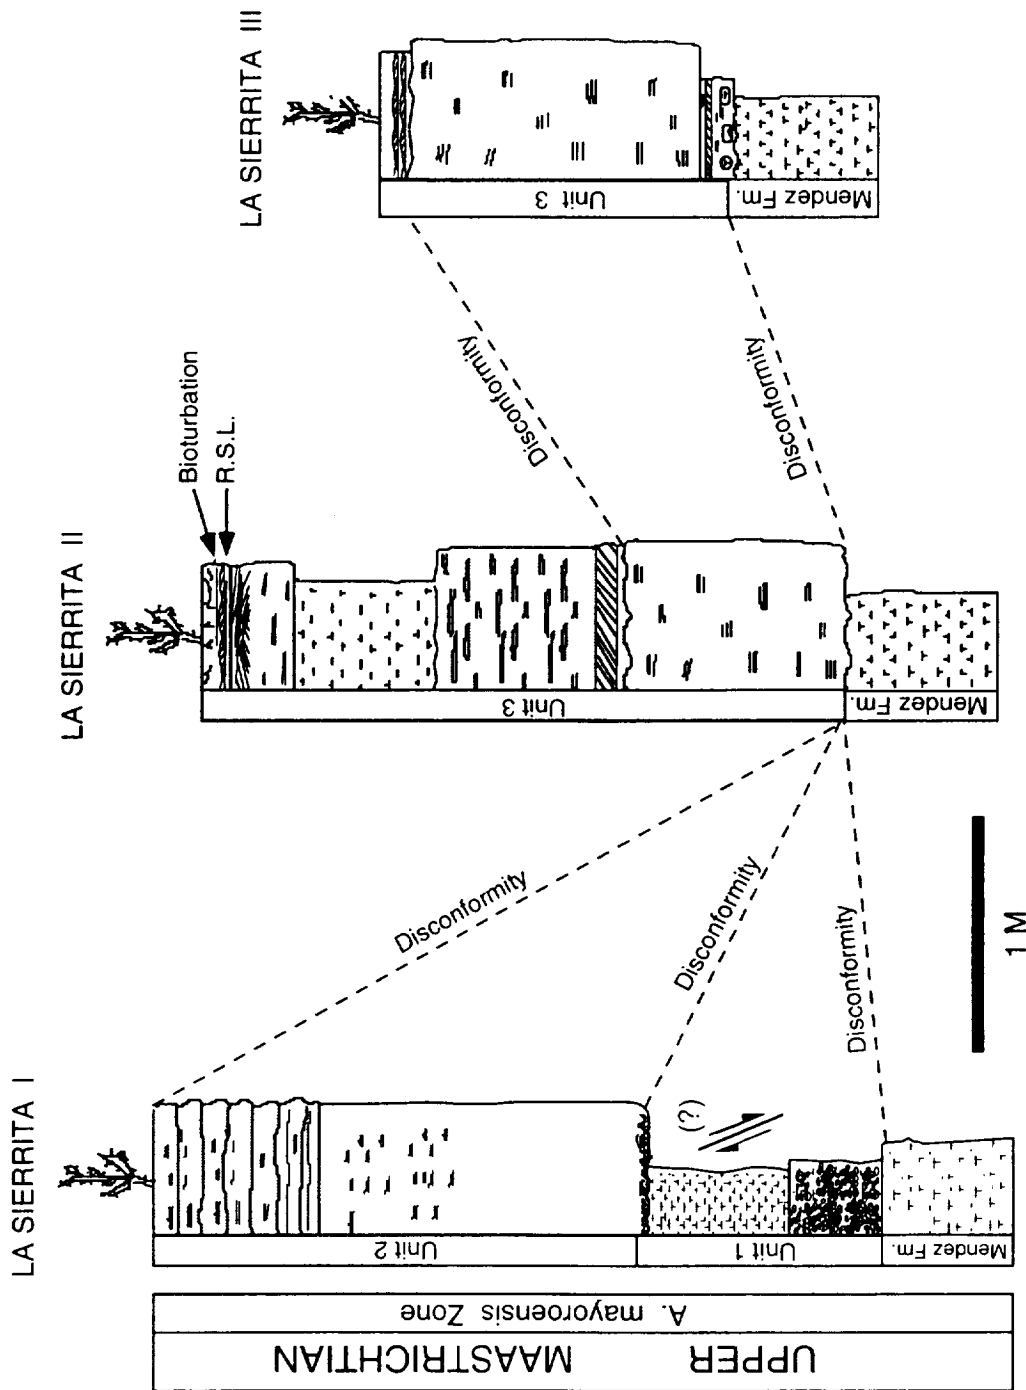 LA SIERRITA I
LA SIERRITA II
LA SIERRITA III
UPPER MAASTRICHTIAN
A. mayoroensis Zone
Mendez Fm.
Unit 1
Unit 2
(?)
Disconformity
Disconformity
Disconformity
1 M
Mendez Fm.
Unit 3
Bioturbation
R.S.L.
Disconformity
Disconformity
Mendez Fm.
Unit 3